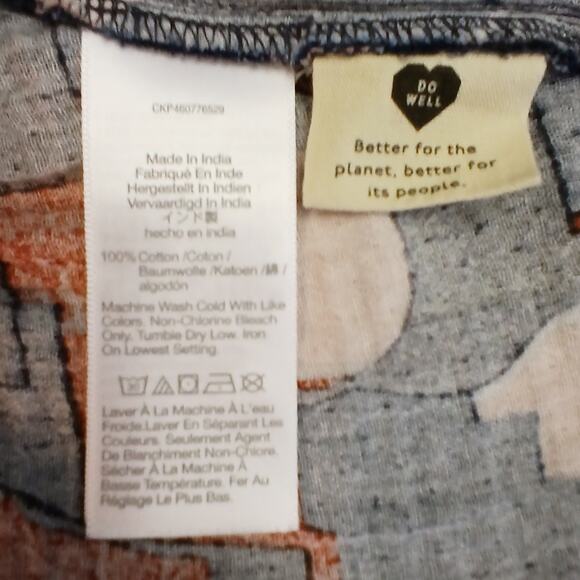 CKP460776529
Made In India
Fabriqué En Inde
Hergestellt In Indien
Vervaardigd In India
インド製
hecho en india
100% Cotton /Coton /
Baumwolle /Katoen /綿 /
algodón
Machine Wash Cold With Like
Colors. Non-Chlorine Bleach
Only. Tumble Dry Low. Iron
On Lowest Setting.
Laver À La Machine À L'eau
Froide.Laver En Séparant Les
Couleurs. Seulement Agent
De Blanchiment Non-Chlore.
Sécher À La Machine À
Basse Température. Fer Au
Réglage Le Plus Bas.
DO
WELL
Better for the
planet, better for
its people.